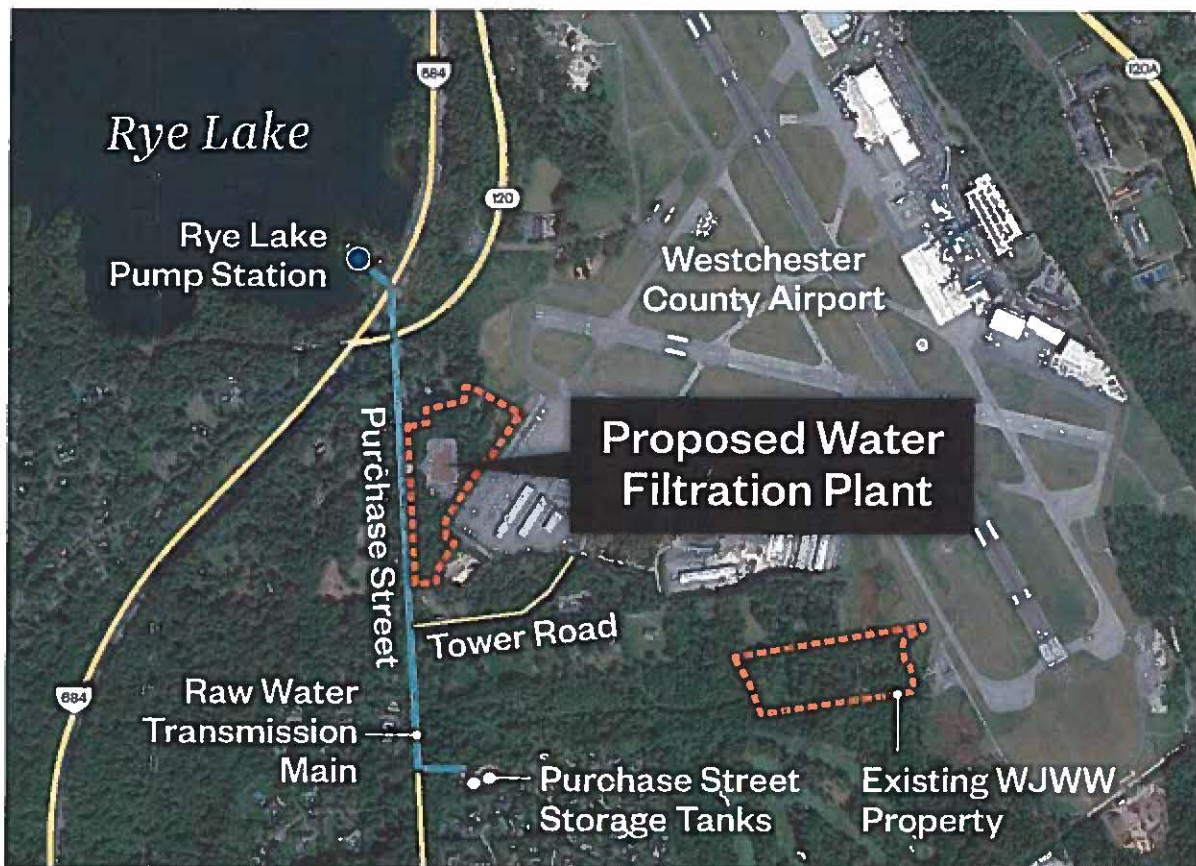 684
120A
Rye Lake
120
Rye Lake
Pump Station
Westchester
County Airport
Proposed Water
Filtration Plant
Purchase Street
Tower Road
684
Raw Water
Transmission
Main
Purchase Street
Storage Tanks
Existing WJWW
Property